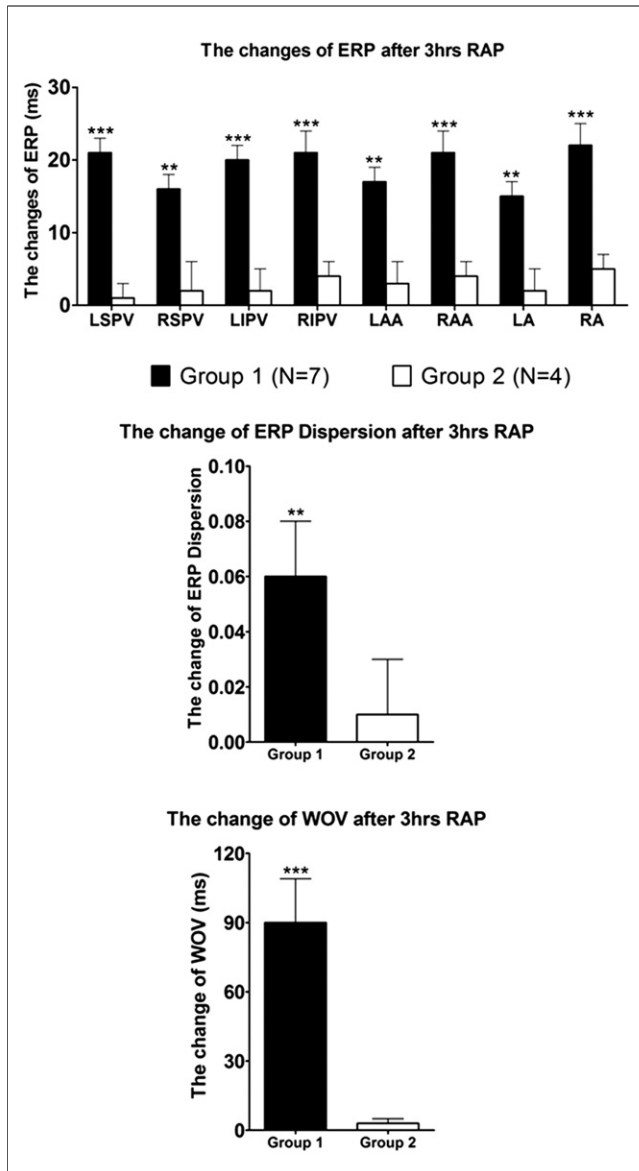 The changes of ERP after 3hrs RAP
The changes of ERP (ms)
30
20
10
0
*** ** *** *** ** *** ** ***
LSPV RSPV LIPV RIPV LAA RAA LA RA
Group 1 (N=7) Group 2 (N=4)
The change of ERP Dispersion after 3hrs RAP
The change of ERP Dispersion
0.10
0.08
0.06
0.04
0.02
0.00
**
Group 1 Group 2
The change of WOV after 3hrs RAP
The change of WOV (ms)
120
90
60
30
0
***
Group 1 Group 2